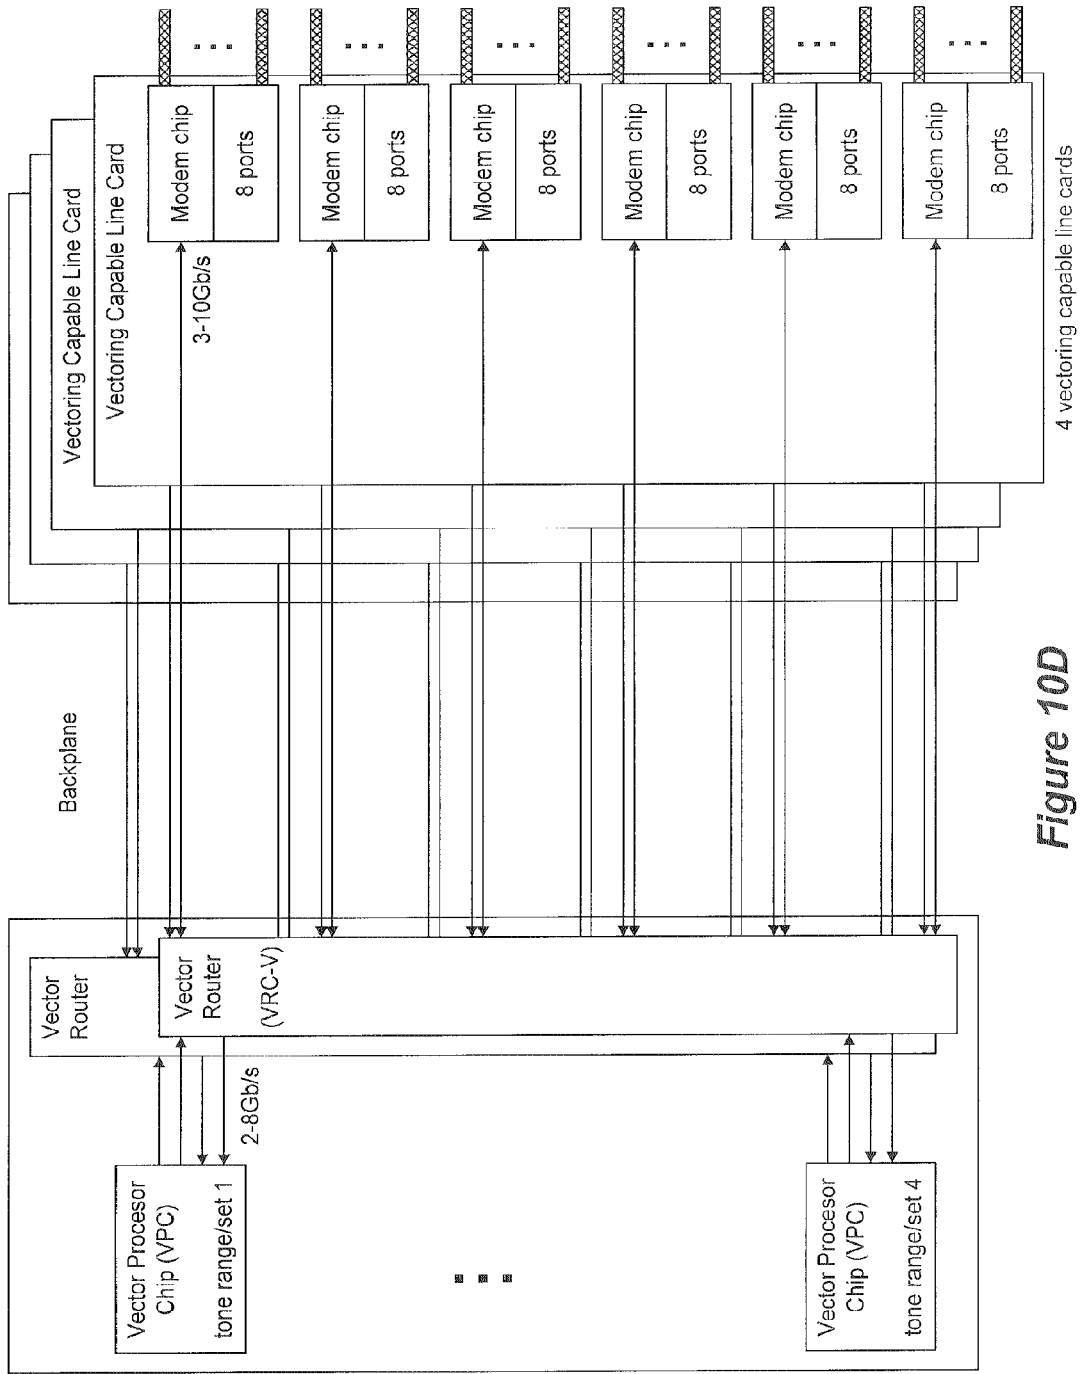 Vector Procesor
Chip (VPC)
tone range/set 1
Vector Procesor
Chip (VPC)
tone range/set 4
2-8Gb/s
Vector
Router
Vector
Router
(VRC-V)
Backplane
Vectoring Capable Line Card
Vectoring Capable Line Card
3-10Gb/s
Modem chip
8 ports
Modem chip
8 ports
Modem chip
8 ports
Modem chip
8 ports
Modem chip
8 ports
Modem chip
8 ports
4 vectoring capable line cards
Figure 10D